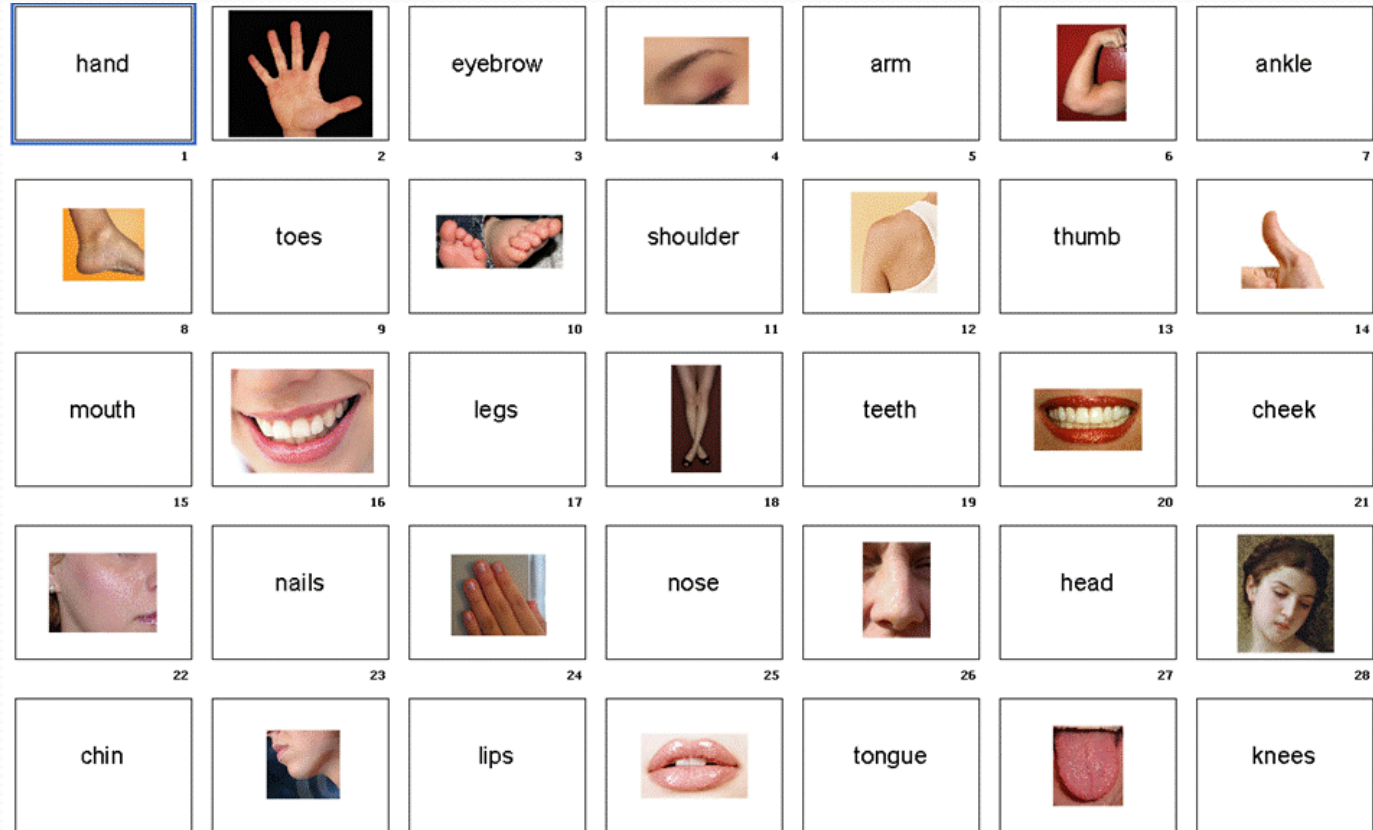 hand
eyebrow
arm
ankle
1
2
3
4
5
6
7
toes
shoulder
thumb
8
9
10
11
12
13
14
mouth
legs
teeth
cheek
15
16
17
18
19
20
21
nails
nose
head
22
23
24
25
26
27
28
chin
lips
tongue
knees